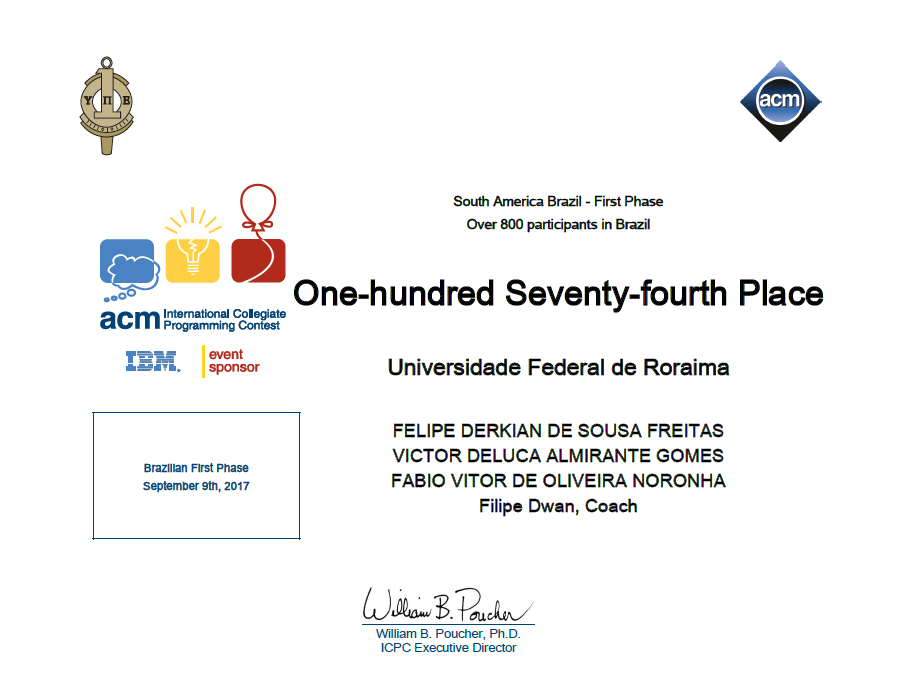 Υ Π Ε
acm
South America Brazil - First Phase
Over 800 participants in Brazil
One-hundred Seventy-fourth Place
acm International Collegiate
Programming Contest
IBM.
event
sponsor
Universidade Federal de Roraima
FELIPE DERKIAN DE SOUSA FREITAS
VICTOR DELUCA ALMIRANTE GOMES
FABIO VITOR DE OLIVEIRA NORONHA
Filipe Dwan, Coach
Brazilian First Phase
September 9th, 2017
William B. Poucher
William B. Poucher, Ph.D.
ICPC Executive Director